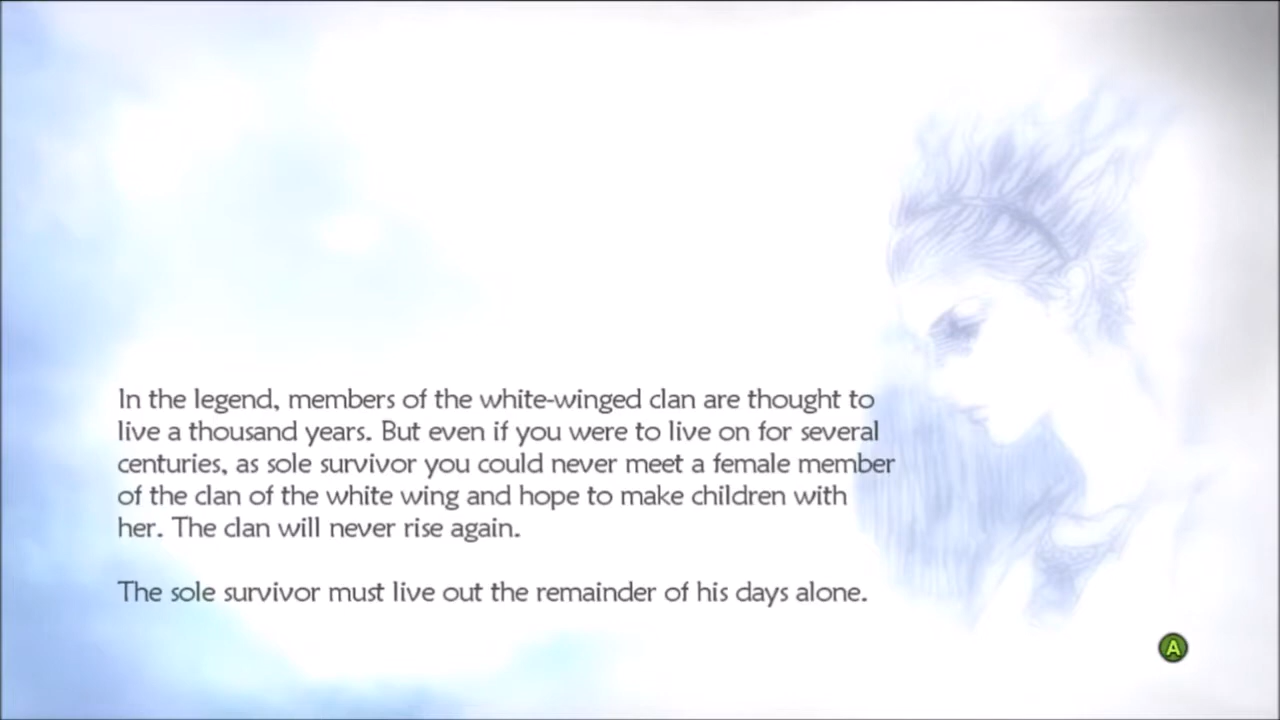 In the legend, members of the white-winged clan are thought to
live a thousand years. But even if you were to live on for several
centuries, as sole survivor you could never meet a female member
of the clan of the white wing and hope to make children with
her. The clan will never rise again.
The sole survivor must live out the remainder of his days alone.
A